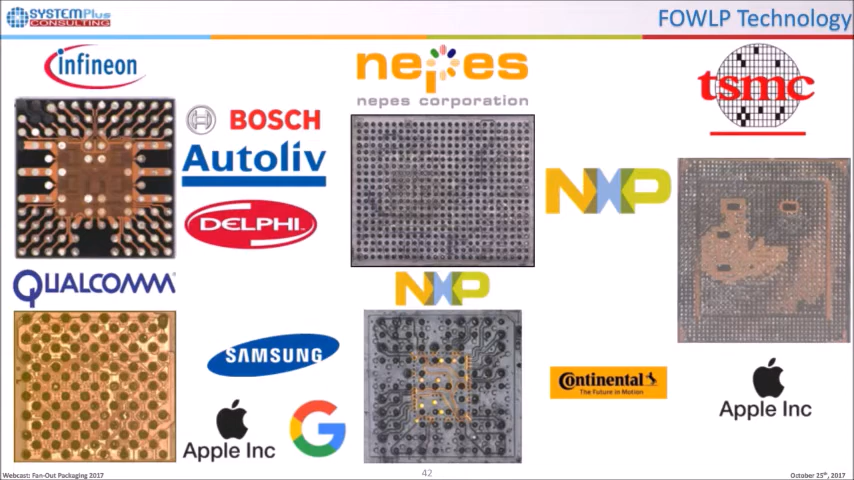 SYSTEMPlus
CONSULTING
FOWLP Technology
infineon
nepes
nepes corporation
tsmc
BOSCH
Autoliv
DELPHI
NXP
QUALCOMM
NXP
SAMSUNG
Continental
The Future in Motion
Apple Inc
G
Apple Inc
Webcast: Fan-Out Packaging 2017
42
October 25th, 2017